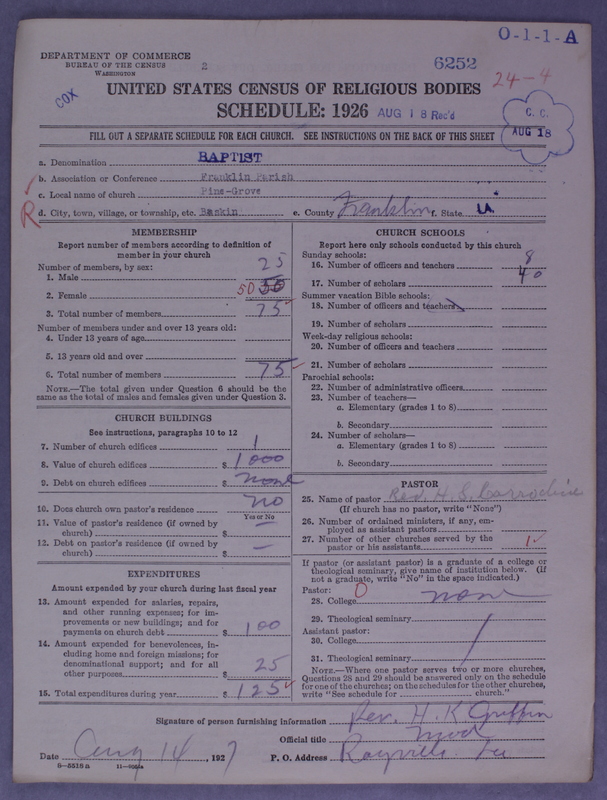 O-1-1-A
DEPARTMENT OF COMMERCE
BUREAU OF THE CENSUS
WASHINGTON
2
6252
24-4
COX
UNITED STATES CENSUS OF RELIGIOUS BODIES
SCHEDULE: 1926
AUG 18 Rec'd
C. C.
AUG 18
FILL OUT A SEPARATE SCHEDULE FOR EACH CHURCH. SEE INSTRUCTIONS ON THE BACK OF THIS SHEET
a. Denomination BAPTIST
b. Association or Conference Franklin Parish
c. Local name of church Pine-Grove
R d. City, town, village, or township, etc. Baskin e. County Franklin f. State La
MEMBERSHIP
Report number of members according to definition of
member in your church
Number of members, by sex:
1. Male 25
2. Female 50 50
3. Total number of members 75
Number of members under and over 13 years old:
4. Under 13 years of age
5. 13 years old and over
6. Total number of members 75
NOTE.—The total given under Question 6 should be the
same as the total of males and females given under Question 3.
CHURCH BUILDINGS
See instructions, paragraphs 10 to 12
7. Number of church edifices 1
8. Value of church edifices $ 1000
9. Debt on church edifices $ none
10. Does church own pastor's residence no
Yes or No
11. Value of pastor's residence (if owned by
church) $ —
12. Debt on pastor's residence (if owned by
church) $ —
EXPENDITURES
Amount expended by your church during last fiscal year
13. Amount expended for salaries, repairs,
and other running expenses; for im-
provements or new buildings; and for
payments on church debt $ 100
14. Amount expended for benevolences, in-
cluding home and foreign missions; for
denominational support; and for all
other purposes $ 25
15. Total expenditures during year $ 125
CHURCH SCHOOLS
Report here only schools conducted by this church
Sunday schools:
16. Number of officers and teachers 8
17. Number of scholars 40
Summer vacation Bible schools:
18. Number of officers and teachers
19. Number of scholars
Week-day religious schools:
20. Number of officers and teachers
21. Number of scholars
Parochial schools:
22. Number of administrative officers
23. Number of teachers—
a. Elementary (grades 1 to 8)
b. Secondary
24. Number of scholars—
a. Elementary (grades 1 to 8)
b. Secondary
PASTOR
25. Name of pastor Rev. H. S.
(If church has no pastor, write "None")
26. Number of ordained ministers, if any, em-
ployed as assistant pastors
27. Number of other churches served by the
pastor or his assistants 1
If pastor (or assistant pastor) is a graduate of a college or
theological seminary, give name of institution below. (If
not a graduate, write "No" in the space indicated.)
Pastor: 0
28. College none
29. Theological seminary
Assistant pastor:
30. College
31. Theological seminary
NOTE.—Where one pastor serves two or more churches,
Questions 28 and 29 should be answered only on the schedule
for one of the churches; on the schedules for the other churches,
write "See schedule for church."
Signature of person furnishing information Rev. H. K Griffin
Official title Mod
Date Aug 14, 1927 P. O. Address Rayville La
8-5518 a